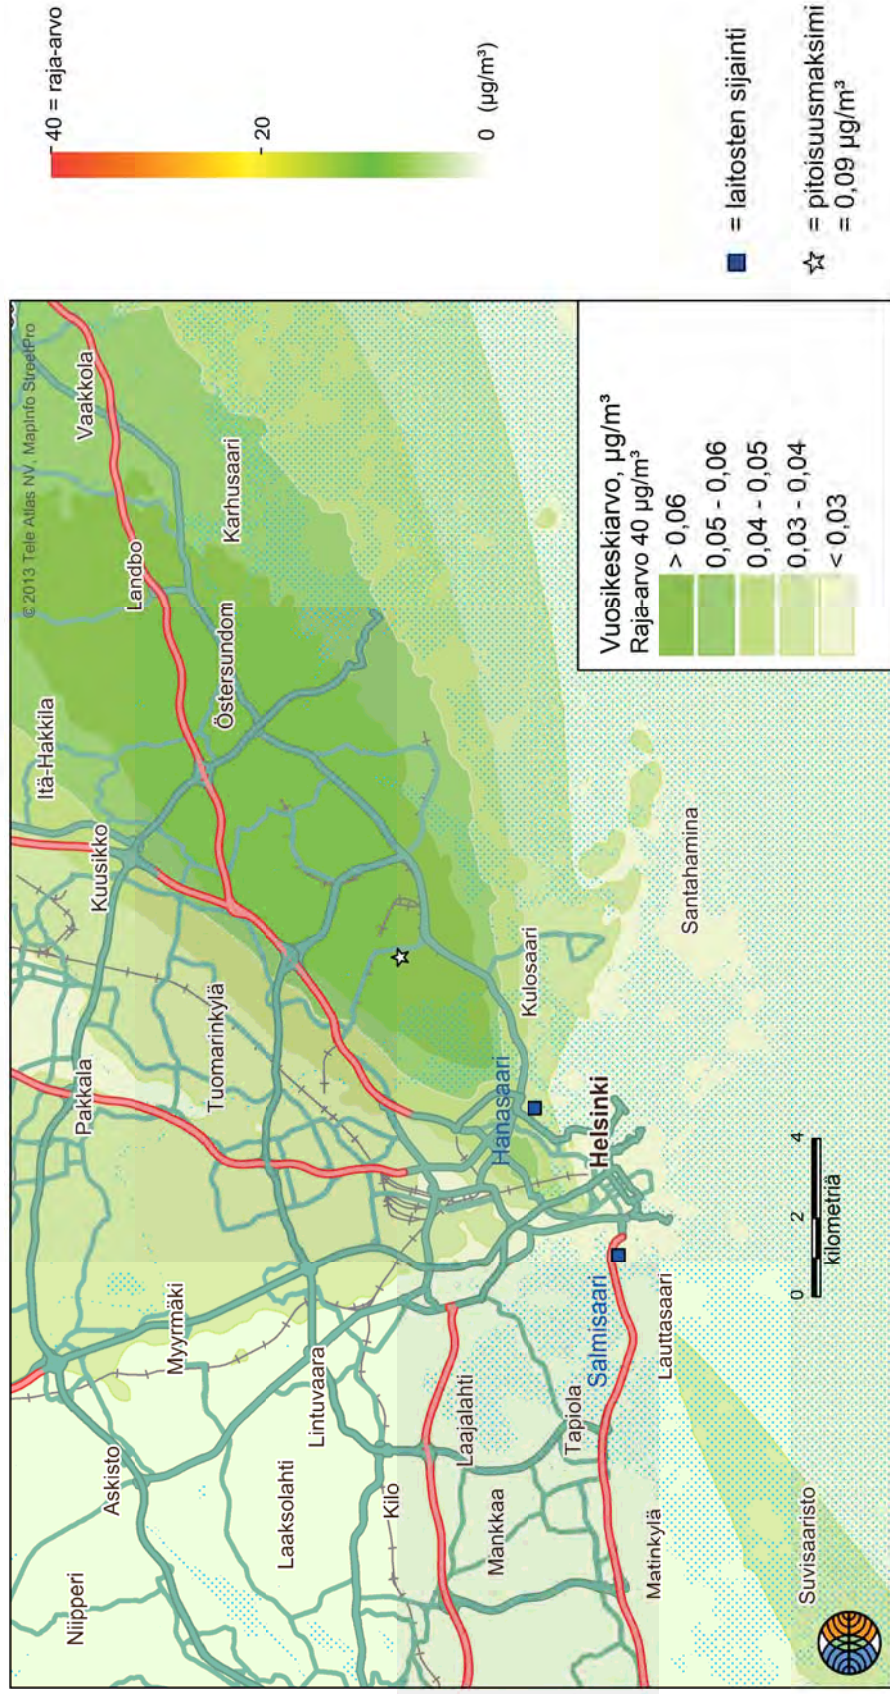 © 2013 Tele Atlas NV, MapInfo StreetPro
Niipperi
Askisto
Myyrmäki
Pakkala
Kuusikko
Itä-Hakkila
Landbo
Vaakkola
Laaksolahti
Lintuvaara
Tuomarinkylä
Östersundom
Karhusaari
Kilo
Mankkaa
Laajalahti
Hanasaari
Kulosaari
Tapiola
Salmisaari
Helsinki
Matinkylä
Lauttasaari
Santahamina
Suvisaaristo
0 2 4
kilometriä
Vuosikeskiarvo, µg/m³
Raja-arvo 40 µg/m³
> 0,06
0,05 - 0,06
0,04 - 0,05
0,03 - 0,04
< 0,03
40 = raja-arvo
20
0 (µg/m³)
= laitosten sijainti
= pitoisuusmaksimi
= 0,09 µg/m³